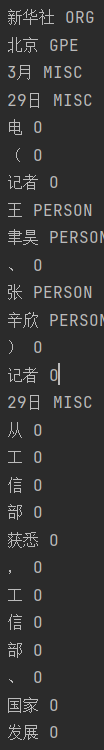 新华社 ORG
北京 GPE
3月 MISC
29日 MISC
电 O
（ O
记者 O
王 PERSON
聿昊 PERSON
、 O
张 PERSON
辛欣 PERSON
） O
记者 O
29日 MISC
从 O
工 O
信 O
部 O
获悉 O
， O
工 O
信 O
部 O
、 O
国家 O
发展 O